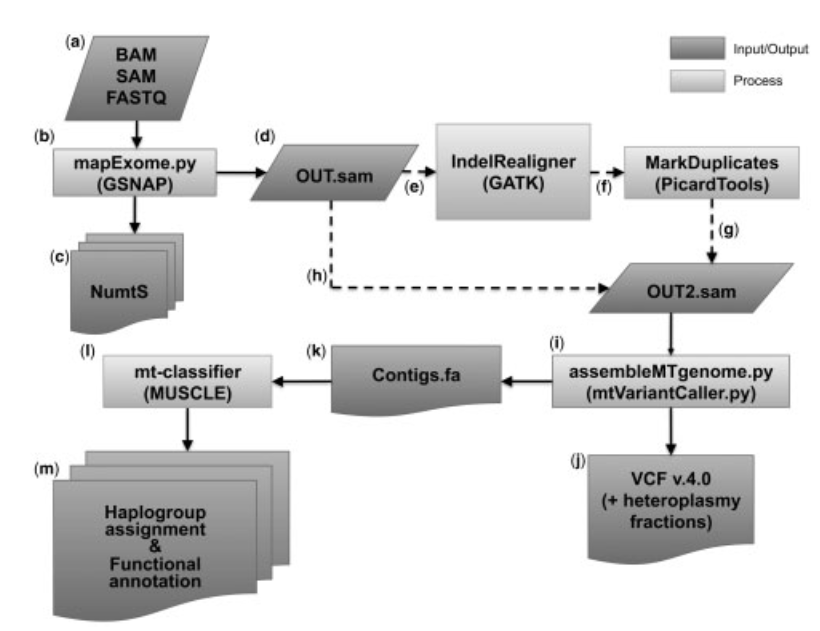 (a)
BAM
SAM
FASTQ
Input/Output
Process
(b)
mapExome.py
(GSNAP)
(d)
OUT.sam
(e)
IndelRealigner
(GATK)
(f)
MarkDuplicates
(PicardTools)
(g)
(c)
NumtS
(h)
OUT2.sam
(i)
assembleMTgenome.py
(mtVariantCaller.py)
(k)
Contigs.fa
(l)
mt-classifier
(MUSCLE)
(j)
VCF v.4.0
(+ heteroplasmy
fractions)
(m)
Haplogroup
assignment
&
Functional
annotation